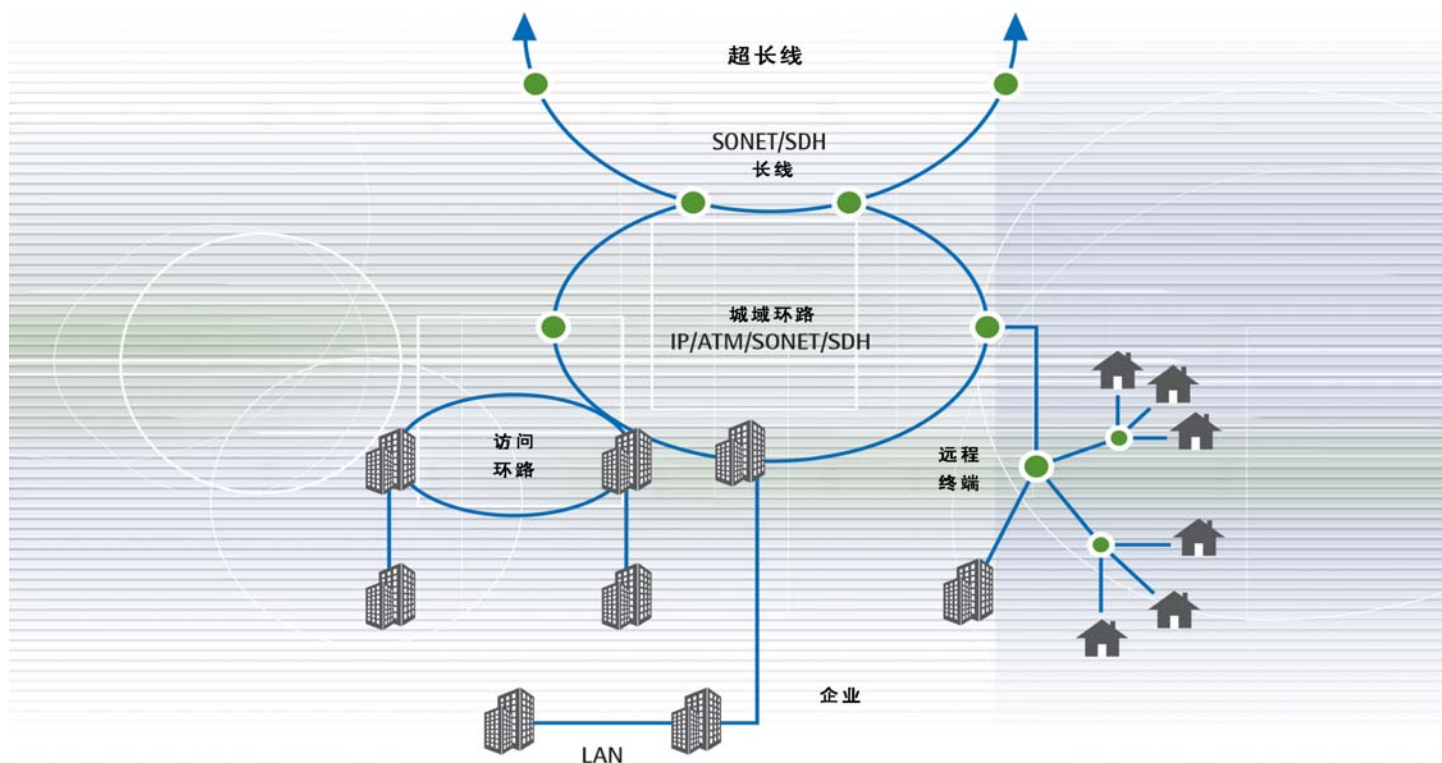 超长线
SONET/SDH
长线
城域环路
IP/ATM/SONET/SDH
访问
环路
远程
终端
企业
LAN